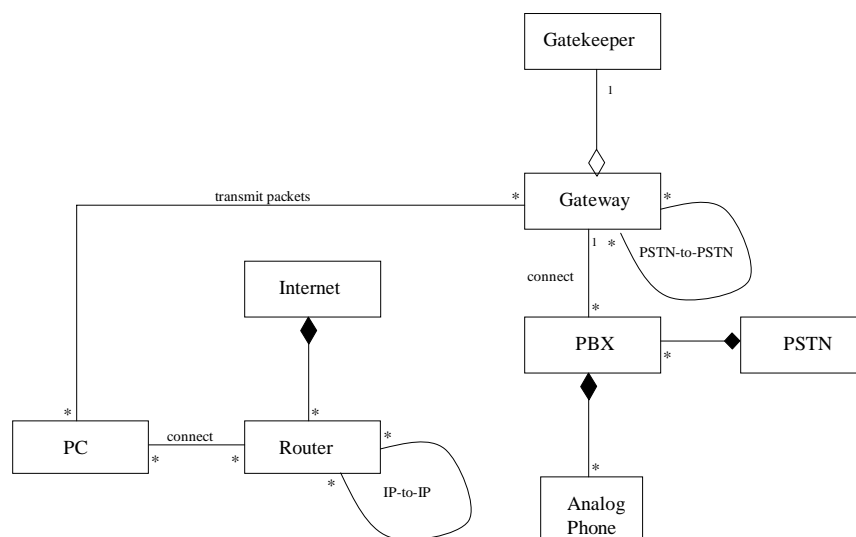 Gatekeeper
1
transmit packets
*
Gateway
*
1
*
PSTN-to-PSTN
connect
Internet
*
PBX
*
PSTN
*
*
PC
connect
*
*
Router
*
*
IP-to-IP
*
Analog
Phone